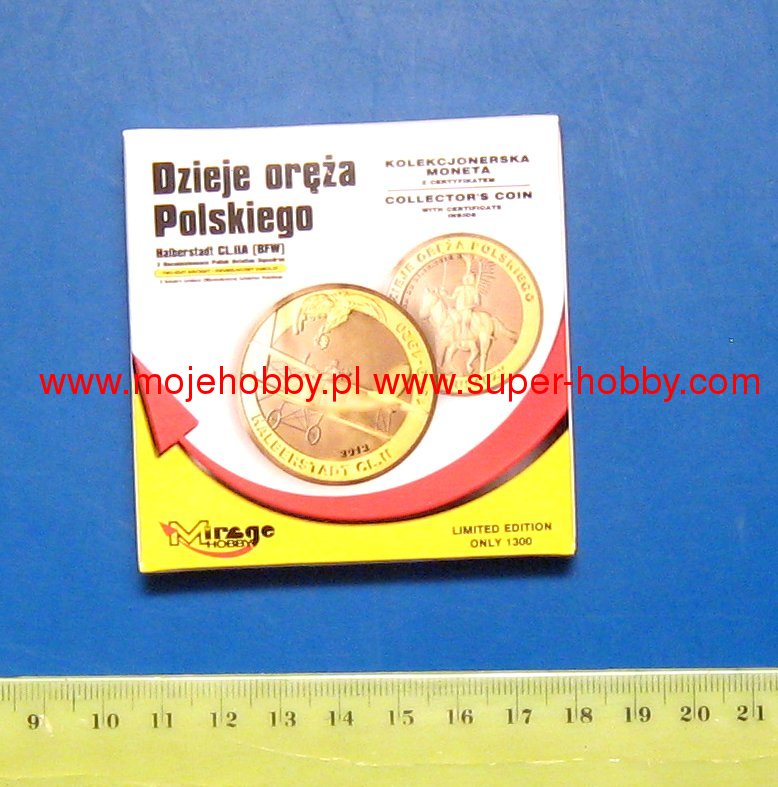 Dzieje oręża
Polskiego
Halberstadt CL.IIA (BFW)
KOLEKCJONERSKA
MONETA
Z CERTYFIKATEM
COLLECTOR'S COIN
WITH CERTIFICATE
INSIDE
DZIEJE ORĘŻA POLSKIEGO
HALBERSTADT CL.II
2012
www.mojehobby.pl www.super-hobby.com
Mirage
HOBBY
LIMITED EDITION
ONLY 1300
9 10 11 12 13 14 15 16 17 18 19 20 21